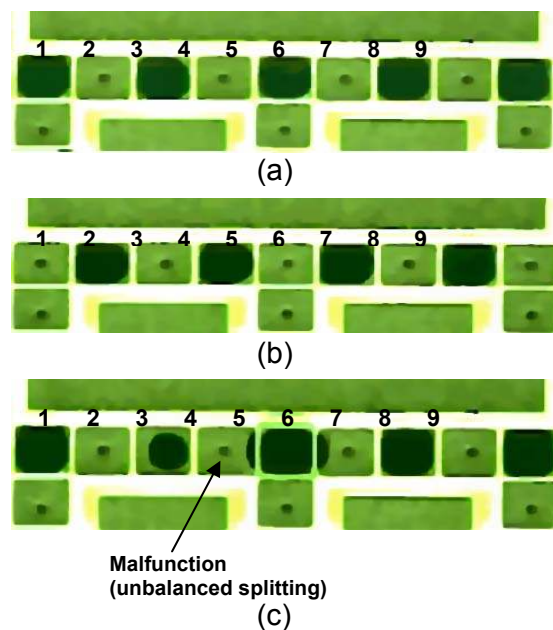 1 2 3 4 5 6 7 8 9
(a)
1 2 3 4 5 6 7 8 9
(b)
1 2 3 4 5 6 7 8 9
Malfunction
(unbalanced splitting)
(c)